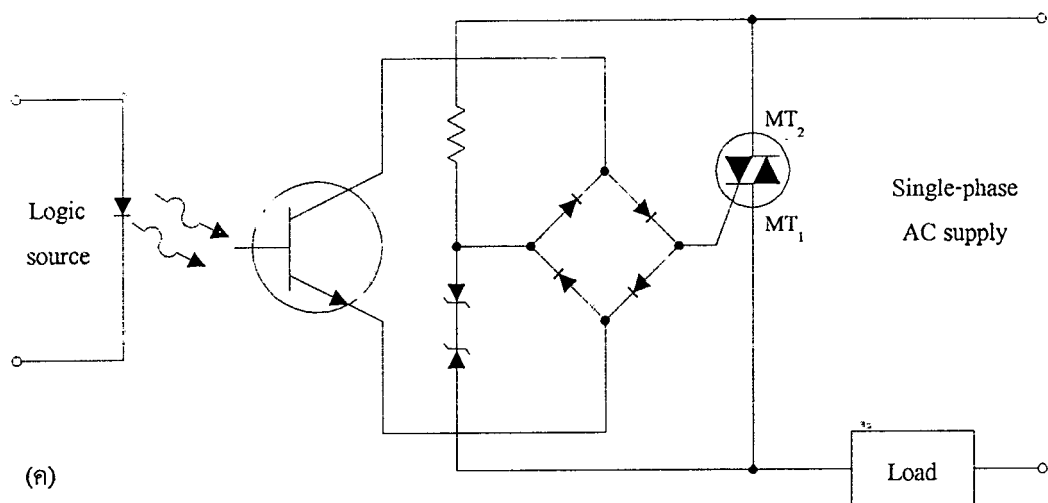 Logic
source
MT₂
MT₁
Single-phase
AC supply
Load
(ค)